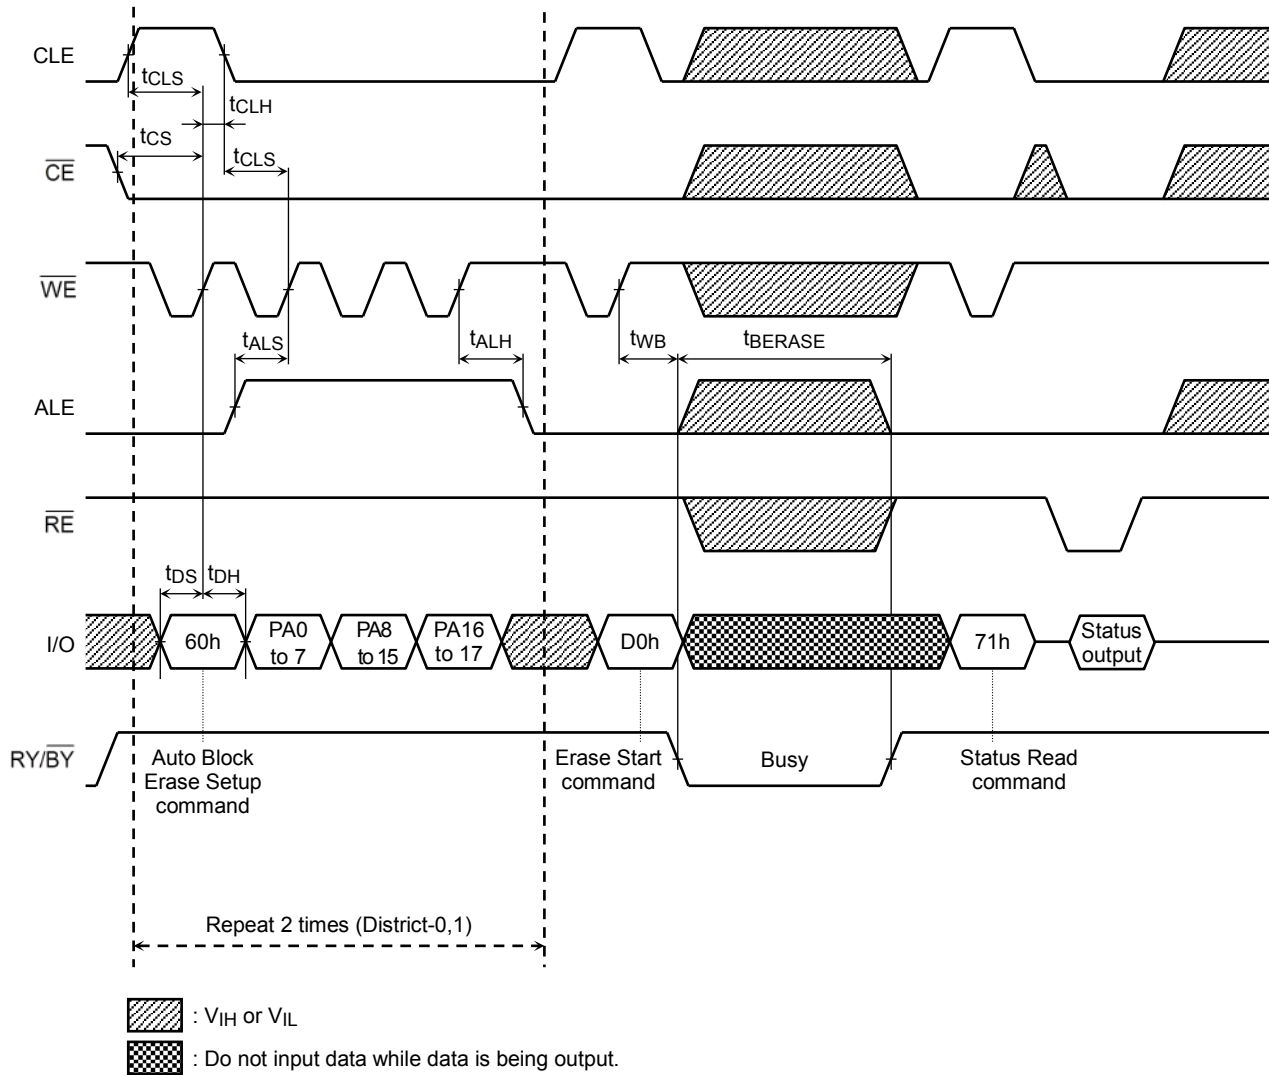 CLE
tCLS
tCLH
tCS
tCLS
CE
WE
tALS
tALH
tWB
tBERASE
ALE
RE
tDS
tDH
I/O
60h
PA0
to 7
PA8
to 15
PA16
to 17
D0h
71h
Status
output
RY/BY
Auto Block
Erase Setup
command
Erase Start
command
Busy
Status Read
command
Repeat 2 times (District-0,1)
: VIH or VIL
: Do not input data while data is being output.